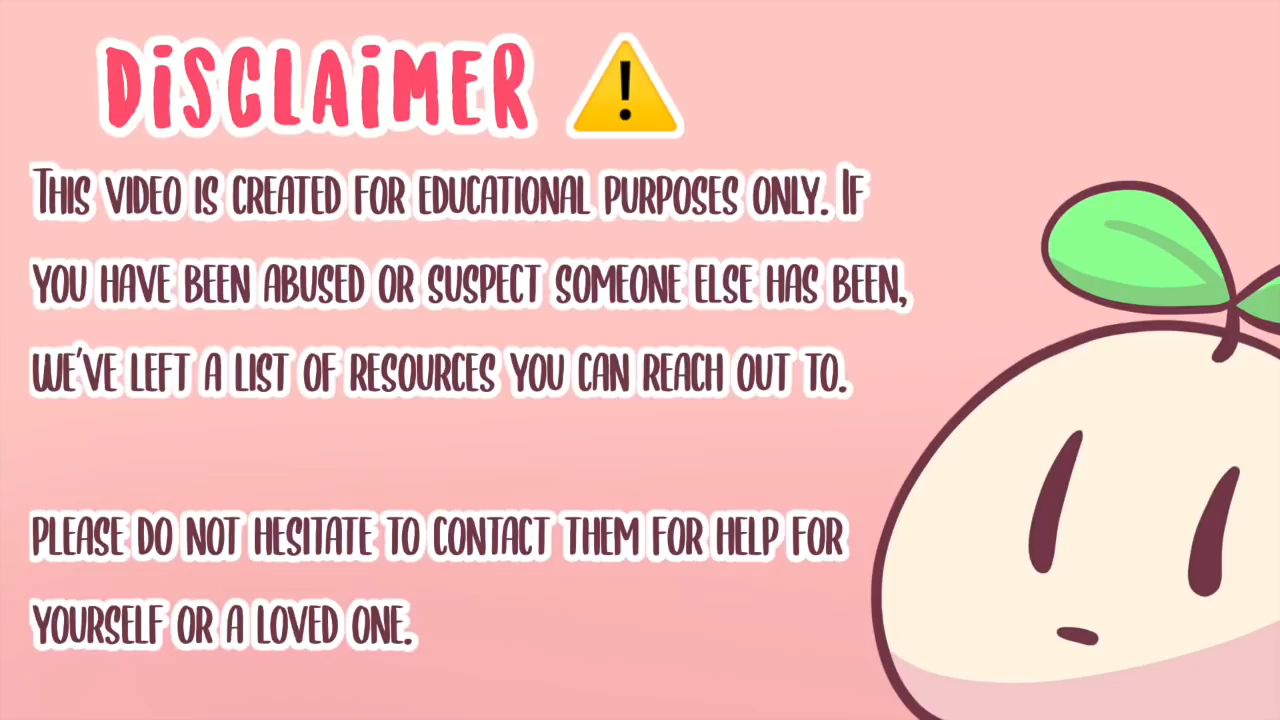 DiSCLAiMER
THIS VIDEO IS CREATED FOR EDUCATIONAL PURPOSES ONLY. IF
YOU HAVE BEEN ABUSED OR SUSPECT SOMEONE ELSE HAS BEEN,
WE'VE LEFT A LIST OF RESOURCES YOU CAN REACH OUT TO.
PLEASE DO NOT HESITATE TO CONTACT THEM FOR HELP FOR
YOURSELF OR A LOVED ONE.